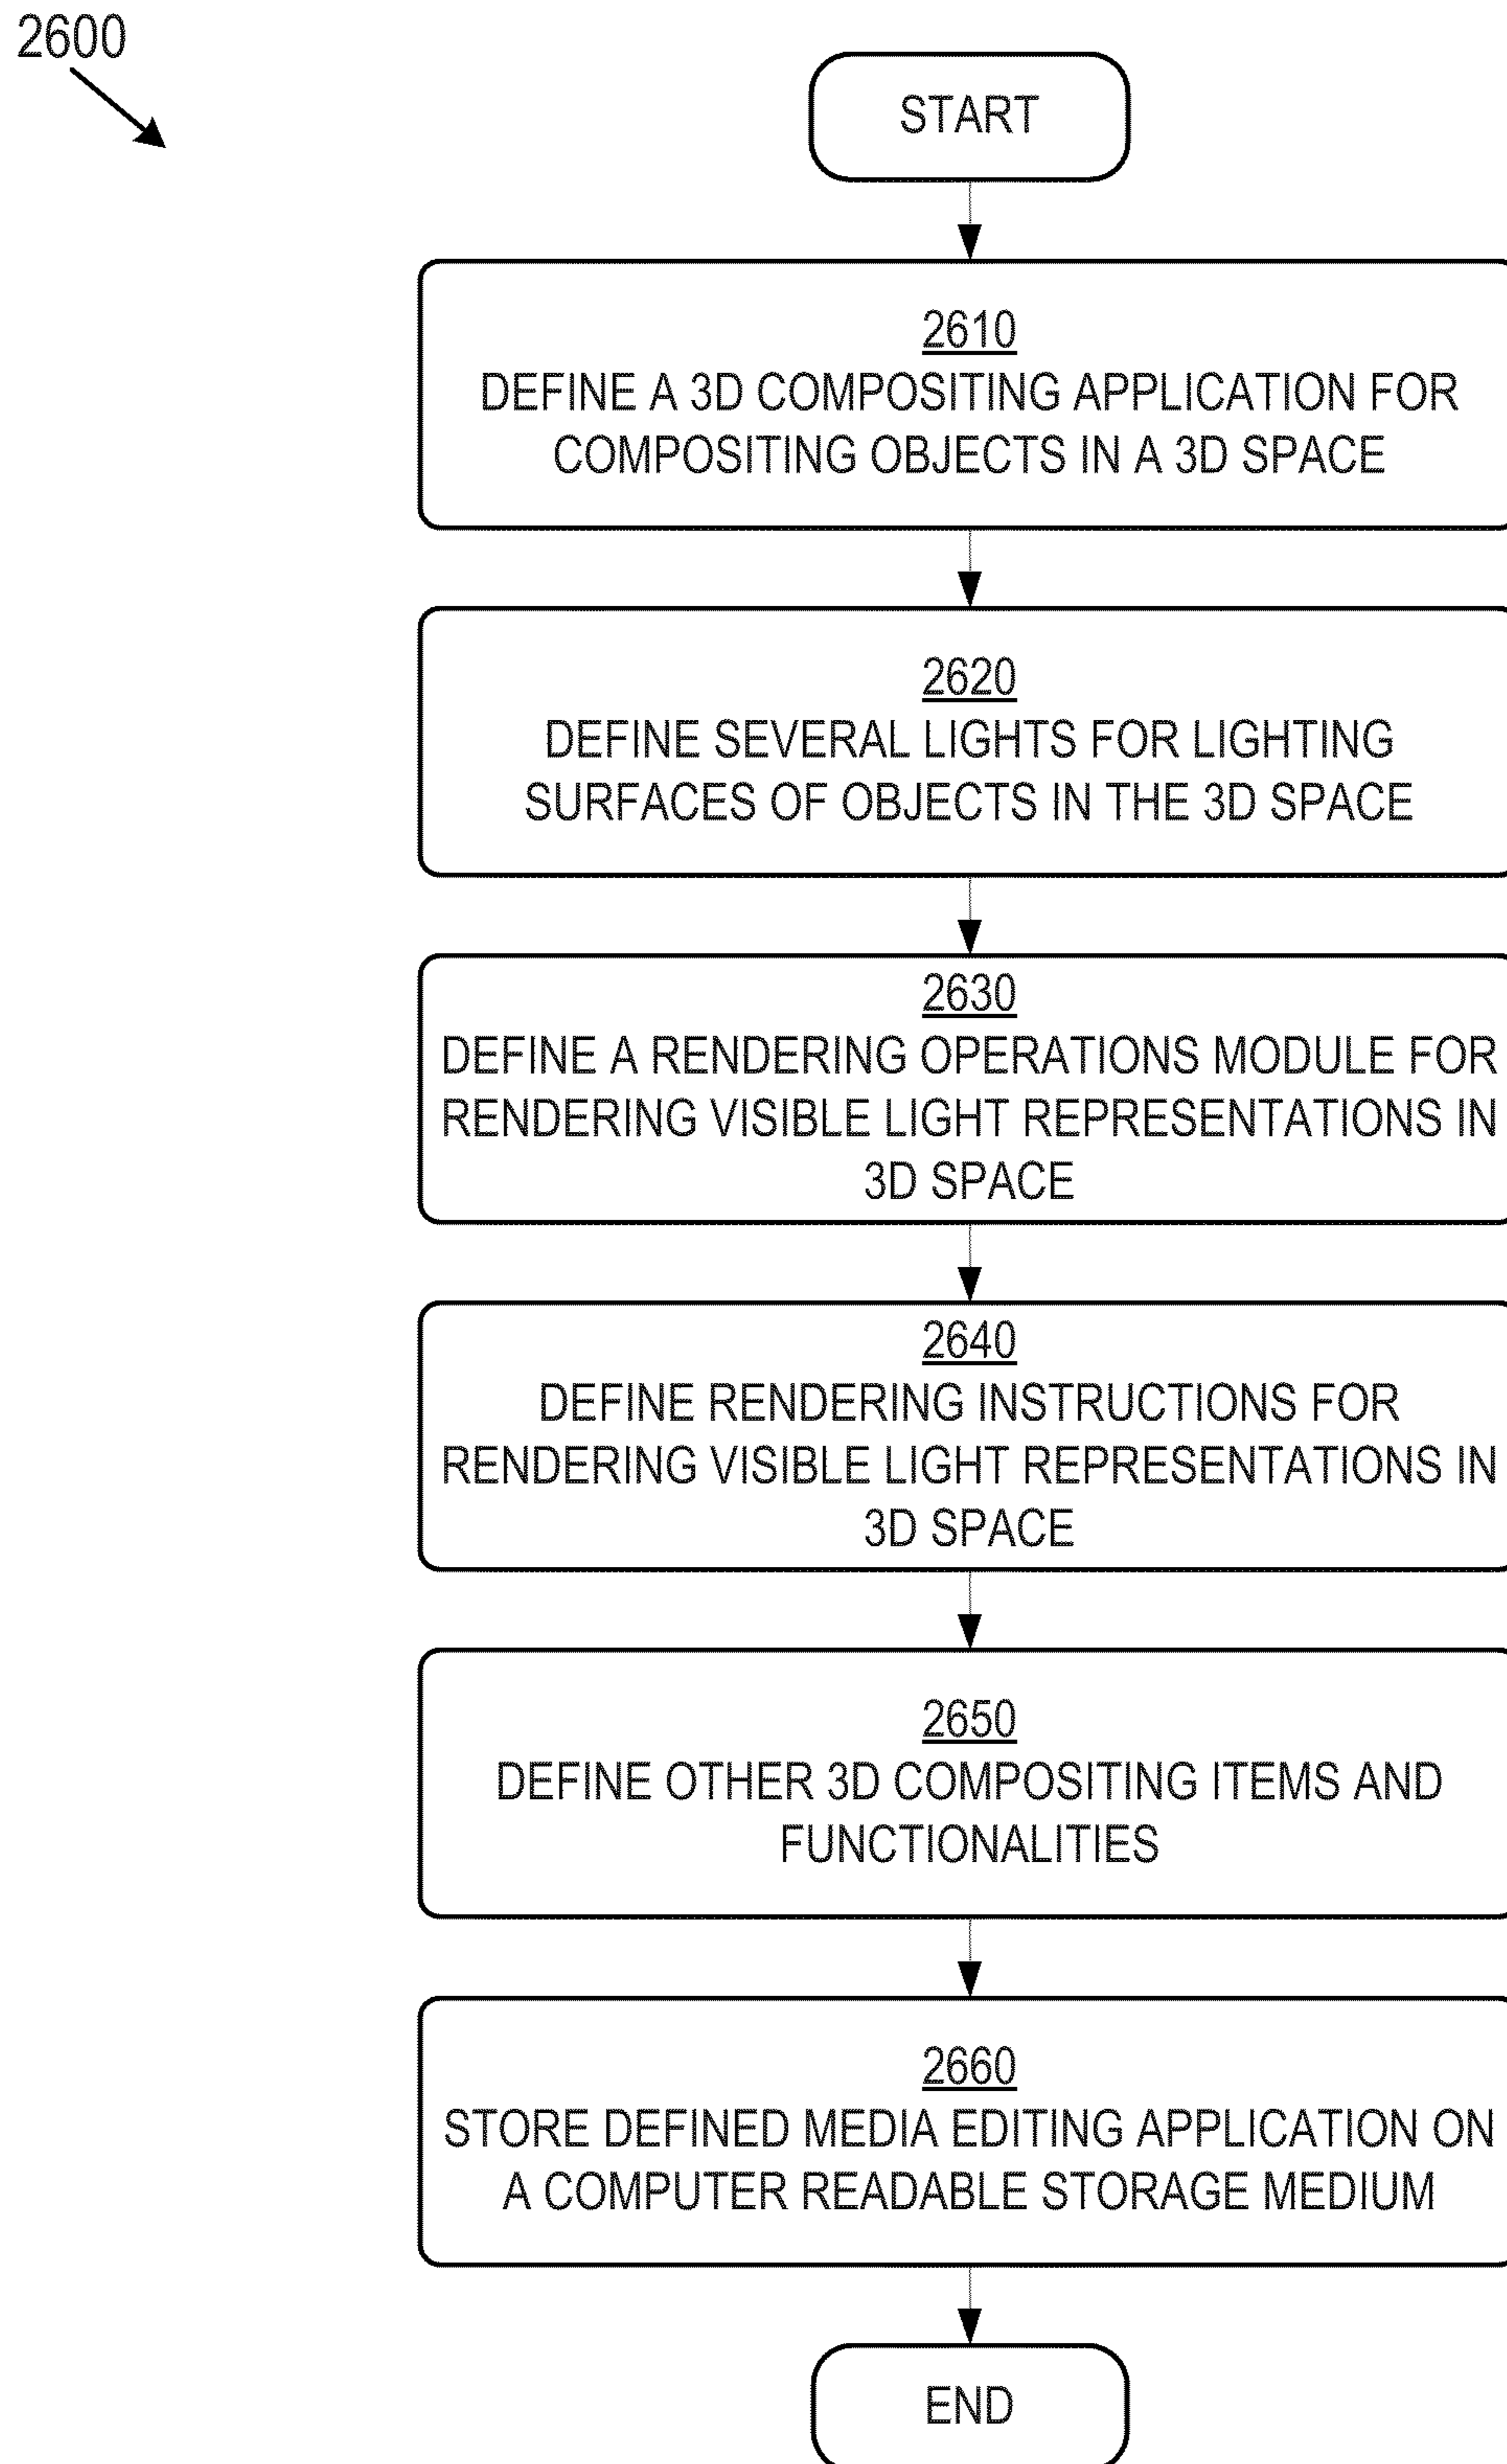 2600
START
2610
DEFINE A 3D COMPOSITING APPLICATION FOR
COMPOSITING OBJECTS IN A 3D SPACE
2620
DEFINE SEVERAL LIGHTS FOR LIGHTING
SURFACES OF OBJECTS IN THE 3D SPACE
2630
DEFINE A RENDERING OPERATIONS MODULE FOR
RENDERING VISIBLE LIGHT REPRESENTATIONS IN
3D SPACE
2640
DEFINE RENDERING INSTRUCTIONS FOR
RENDERING VISIBLE LIGHT REPRESENTATIONS IN
3D SPACE
2650
DEFINE OTHER 3D COMPOSITING ITEMS AND
FUNCTIONALITIES
2660
STORE DEFINED MEDIA EDITING APPLICATION ON
A COMPUTER READABLE STORAGE MEDIUM
END